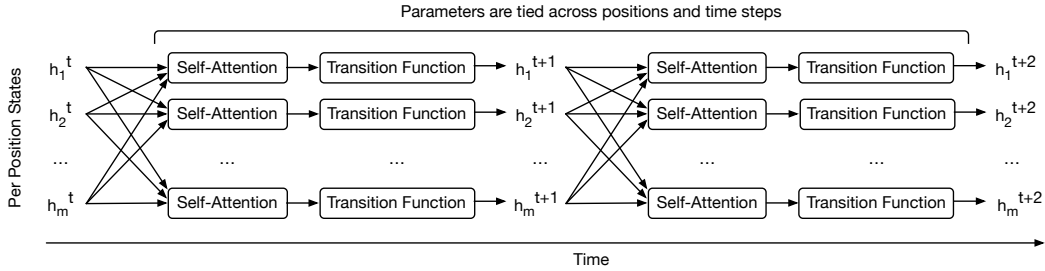 Parameters are tied across positions and time steps
Per Position States
h₁ᵗ Self-Attention Transition Function h₁ᵗ⁺¹ Self-Attention Transition Function h₁ᵗ⁺²
h₂ᵗ Self-Attention Transition Function h₂ᵗ⁺¹ Self-Attention Transition Function h₂ᵗ⁺²
... ... ... ... ... ... ...
hₘᵗ Self-Attention Transition Function hₘᵗ⁺¹ Self-Attention Transition Function hₘᵗ⁺²
Time